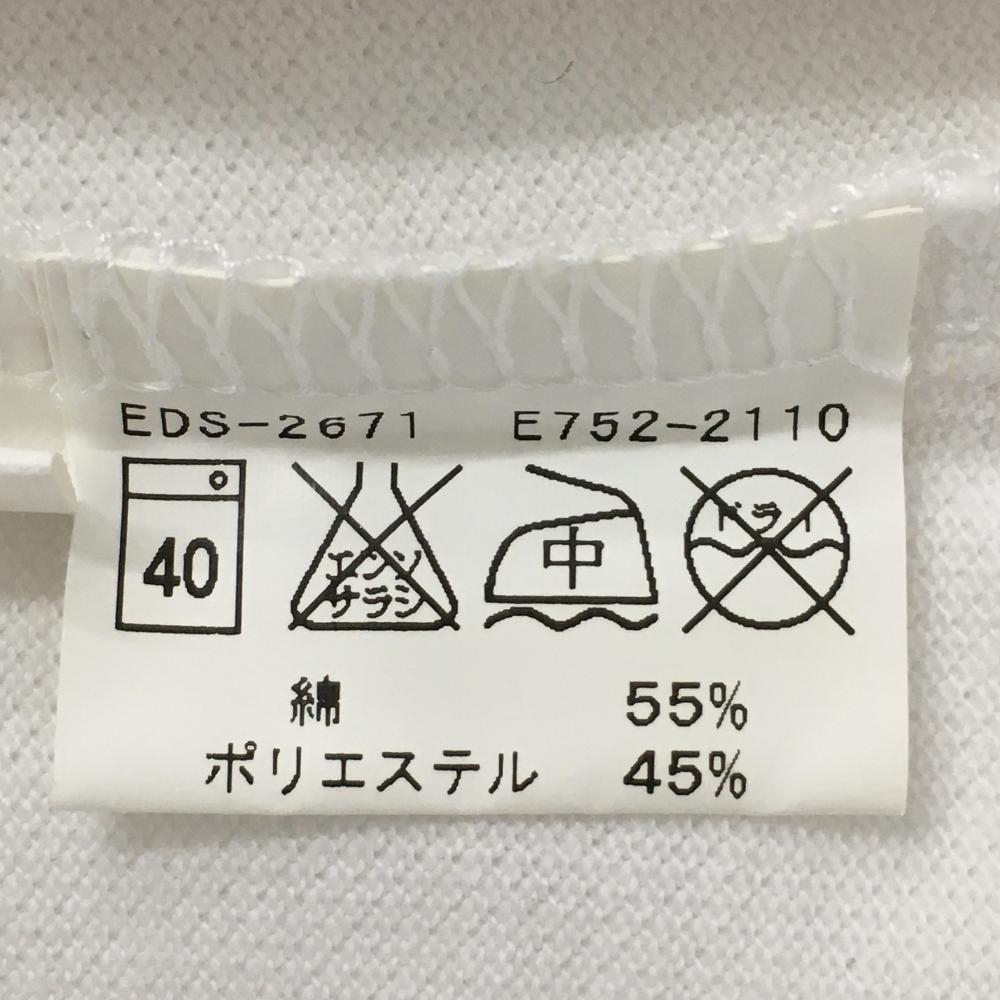 EDS-2671 E752-2110
40 エンソ サラシ 中 ドライ
綿 55%
ポリエステル 45%